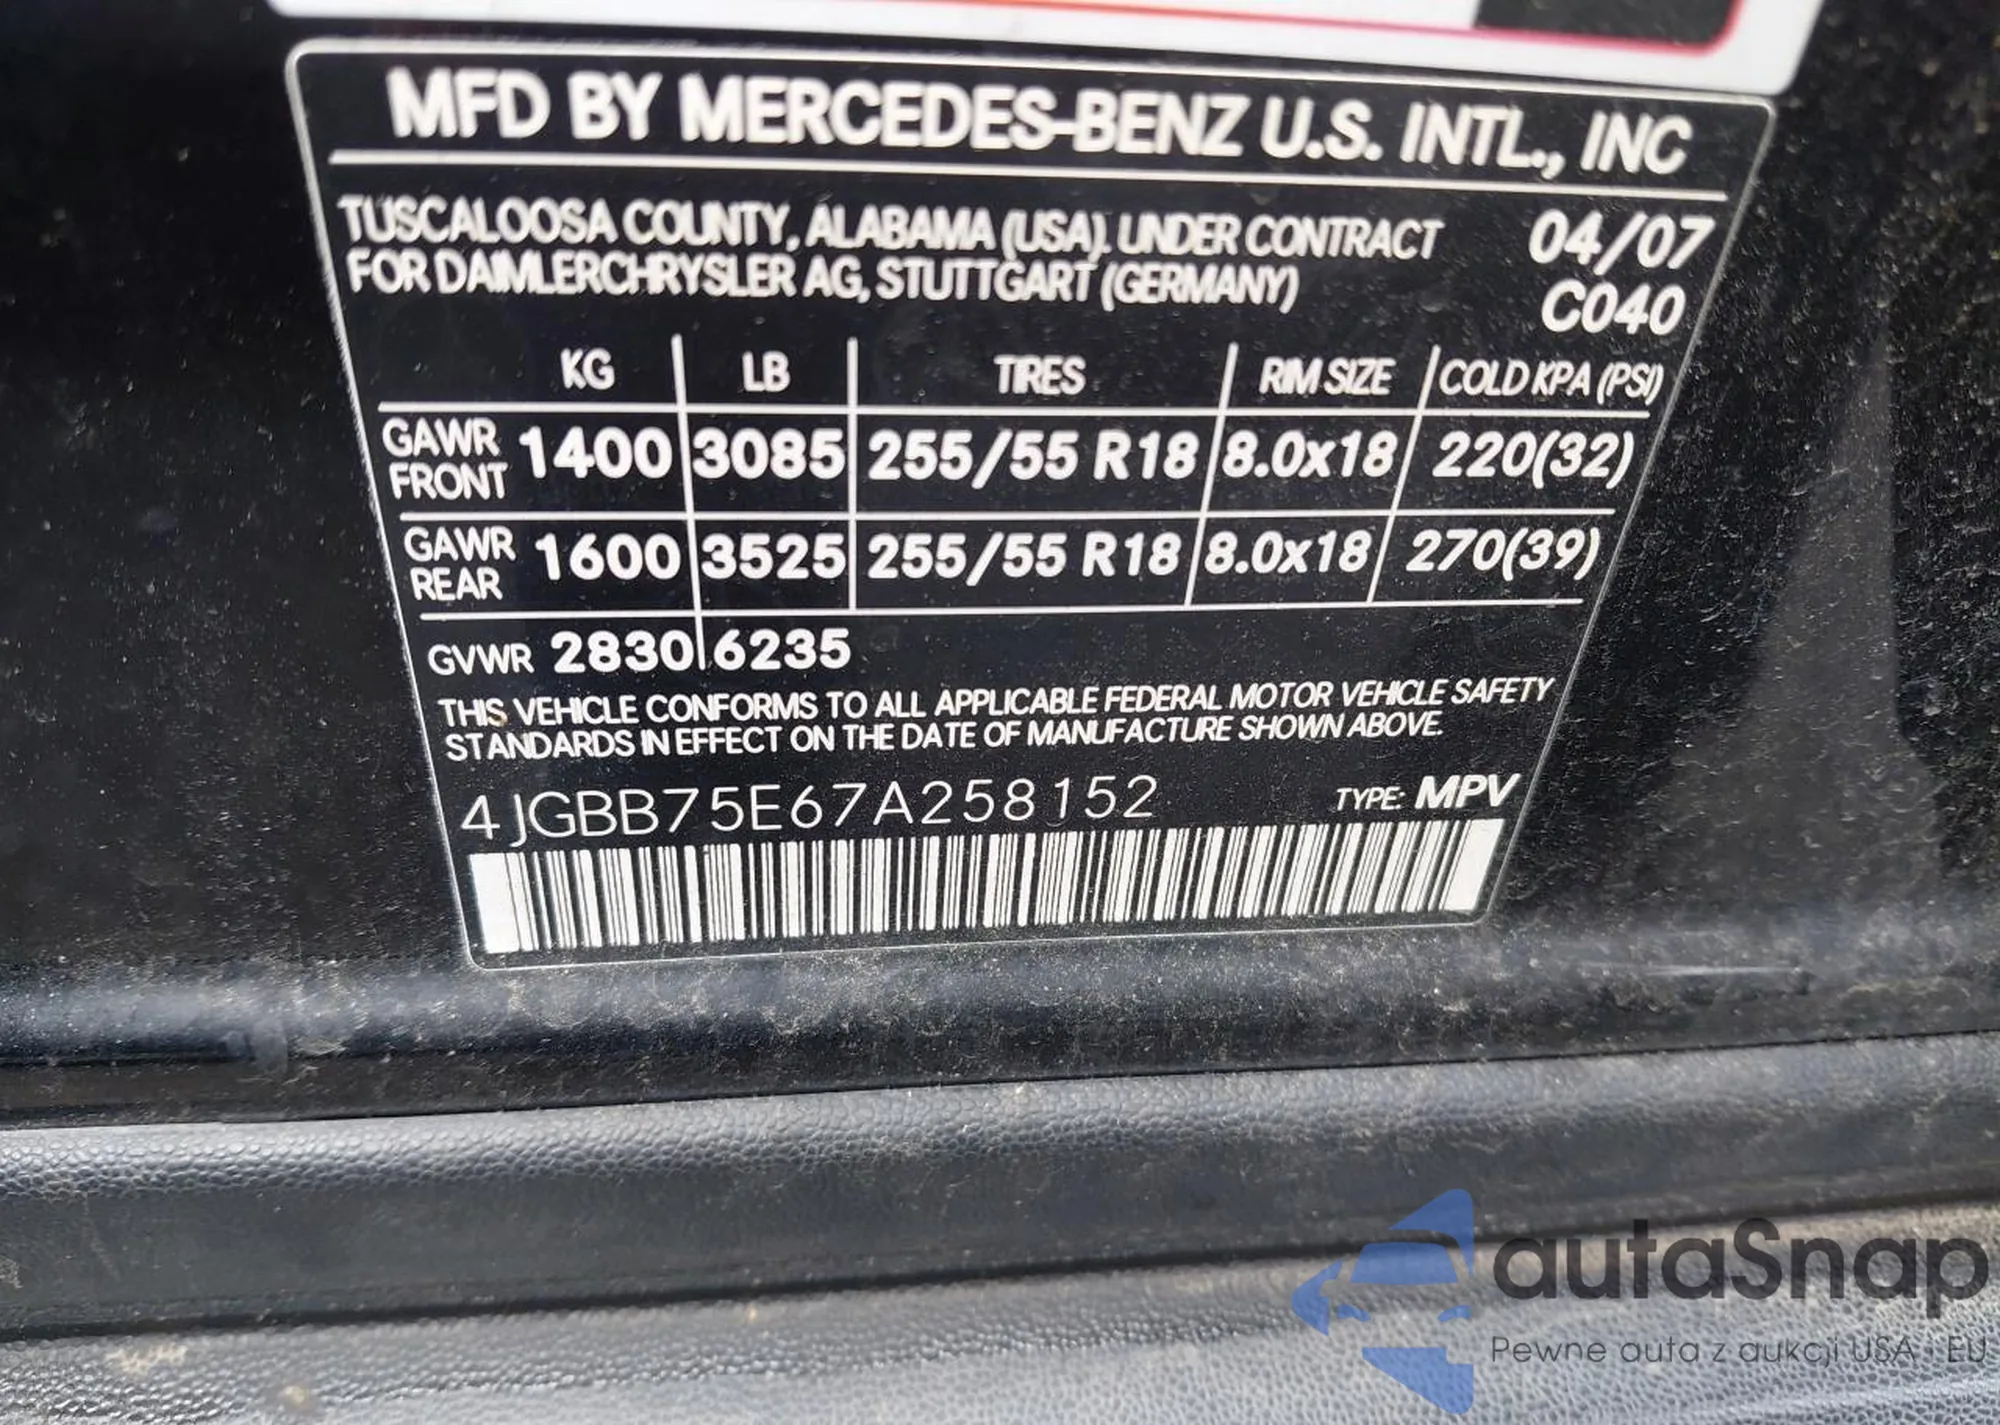 MFD BY MERCEDES-BENZ U.S. INTL., INC
TUSCALOOSA COUNTY, ALABAMA (USA). UNDER CONTRACT 04/07
FOR DAIMLERCHRYSLER AG, STUTTGART (GERMANY) C040
KG LB TIRES RIM SIZE COLD KPA (PSI)
GAWR FRONT 1400 3085 255/55 R18 8.0x18 220(32)
GAWR REAR 1600 3525 255/55 R18 8.0x18 270(39)
GVWR 2830 6235
THIS VEHICLE CONFORMS TO ALL APPLICABLE FEDERAL MOTOR VEHICLE SAFETY
STANDARDS IN EFFECT ON THE DATE OF MANUFACTURE SHOWN ABOVE.
4JGBB75E67A258152 TYPE: MPV
autaSnap
Pewne auta z aukcji USA - EU